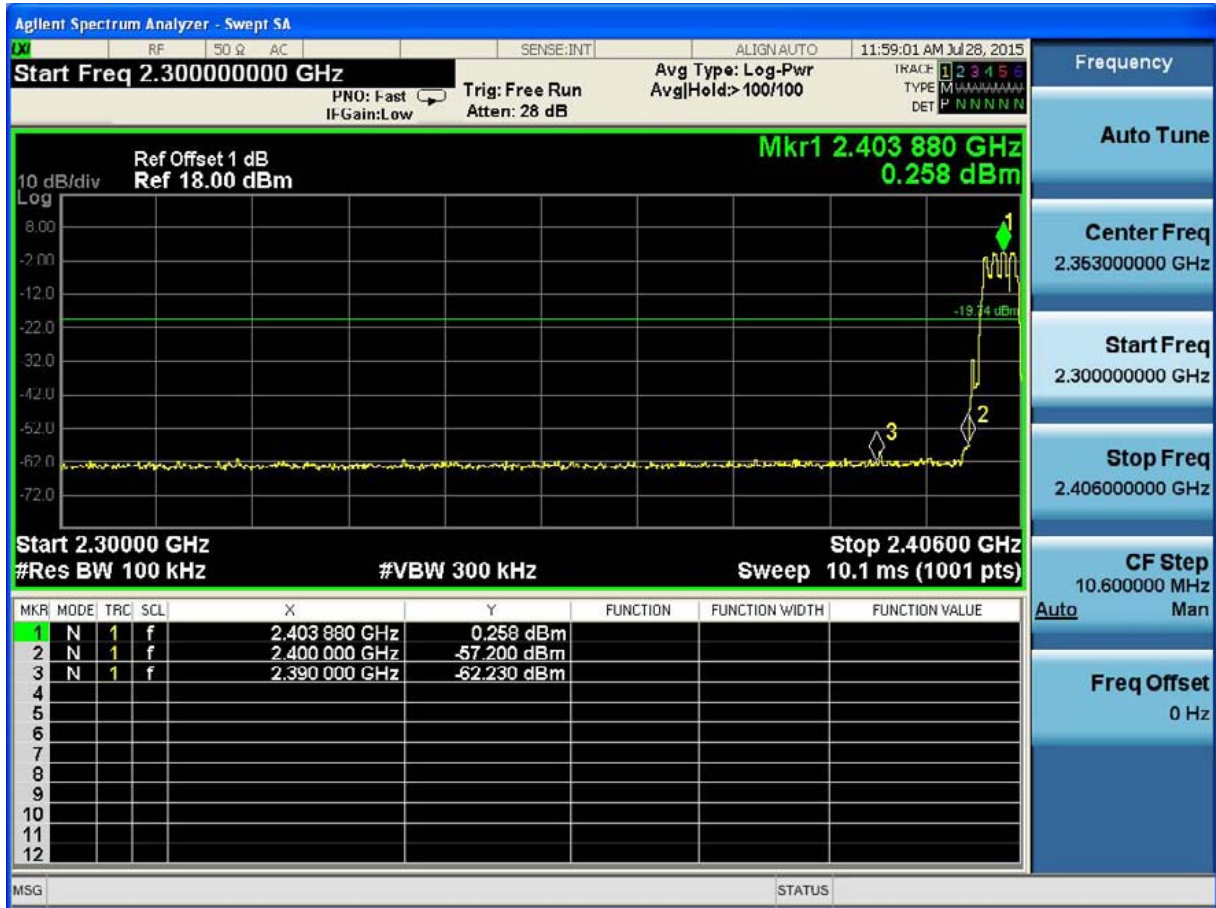 Agilent Spectrum Analyzer - Swept SA
LXI RF 50 Ω AC SENSE:INT ALIGN AUTO 11:59:01 AM Jul 28, 2015
Start Freq 2.300000000 GHz
PNO: Fast
IFGain:Low
Trig: Free Run
Atten: 28 dB
Avg Type: Log-Pwr
Avg|Hold:> 100/100
TRACE 1 2 3 4 5 6
TYPE M
DET P N N N N N
Mkr1 2.403 880 GHz
0.258 dBm
Ref Offset 1 dB
10 dB/div Ref 18.00 dBm
Log
8.00
-2.00
-12.0
-22.0
-32.0
-42.0
-52.0
-62.0
-72.0
1
-19.74 dBm
2
3
Start 2.30000 GHz Stop 2.40600 GHz
#Res BW 100 kHz #VBW 300 kHz Sweep 10.1 ms (1001 pts)
MKR MODE TRC SCL X Y FUNCTION FUNCTION WIDTH FUNCTION VALUE
1 N 1 f 2.403 880 GHz 0.258 dBm
2 N 1 f 2.400 000 GHz -57.200 dBm
3 N 1 f 2.390 000 GHz -62.230 dBm
4
5
6
7
8
9
10
11
12
MSG STATUS
Frequency
Auto Tune
Center Freq
2.353000000 GHz
Start Freq
2.300000000 GHz
Stop Freq
2.406000000 GHz
CF Step
10.600000 MHz
Auto Man
Freq Offset
0 Hz